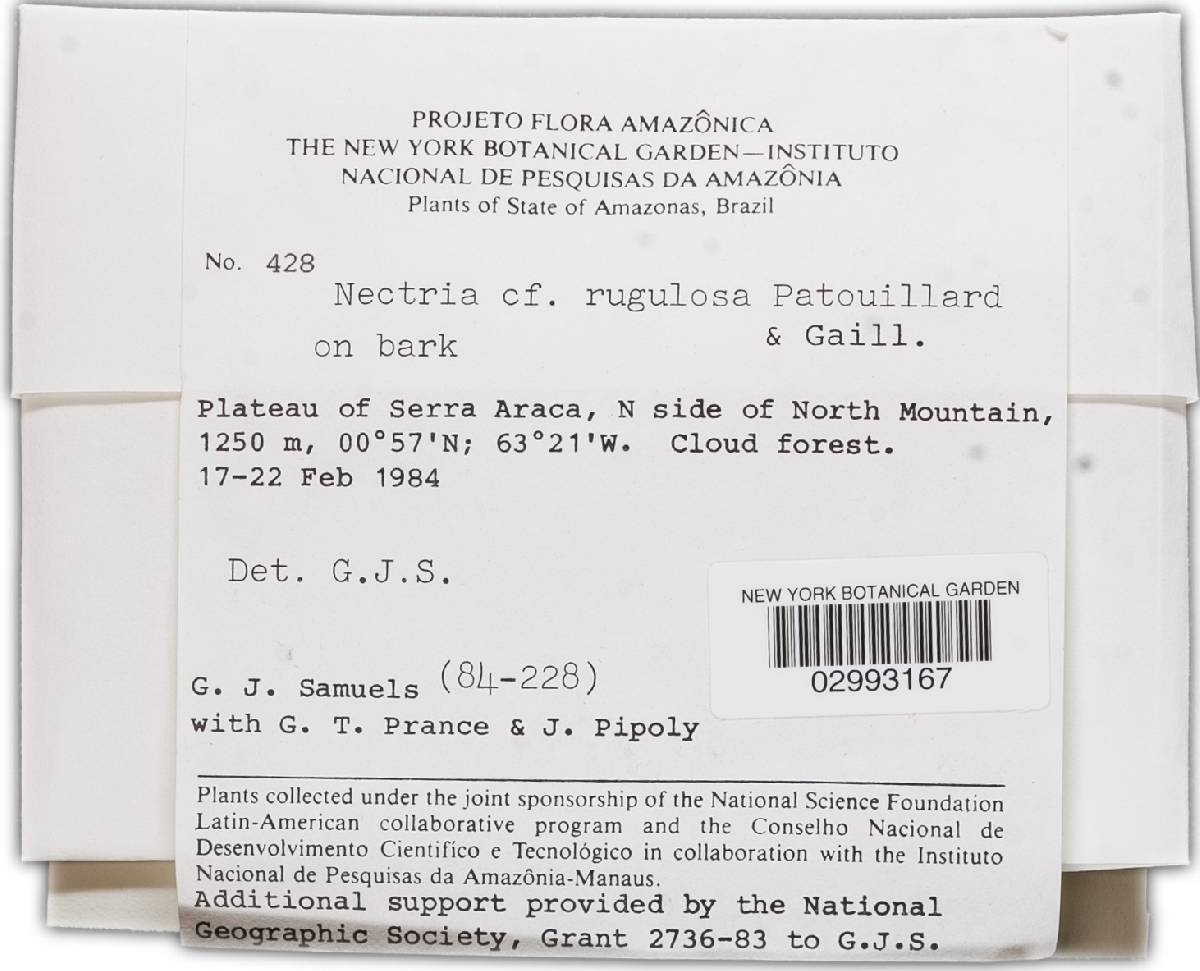 PROJETO FLORA AMAZÔNICA
THE NEW YORK BOTANICAL GARDEN—INSTITUTO
NACIONAL DE PESQUISAS DA AMAZÔNIA
Plants of State of Amazonas, Brazil
No. 428
Nectria cf. rugulosa Patouillard
& Gaill.
on bark
Plateau of Serra Araca, N side of North Mountain,
1250 m, 00°57'N; 63°21'W. Cloud forest.
17-22 Feb 1984
Det. G.J.S.
NEW YORK BOTANICAL GARDEN
02993167
G. J. Samuels (84-228)
with G. T. Prance & J. Pipoly
Plants collected under the joint sponsorship of the National Science Foundation
Latin-American collaborative program and the Conselho Nacional de
Desenvolvimento Cientifíco e Tecnológico in collaboration with the Instituto
Nacional de Pesquisas da Amazônia-Manaus.
Additional support provided by the National
Geographic Society, Grant 2736-83 to G.J.S.